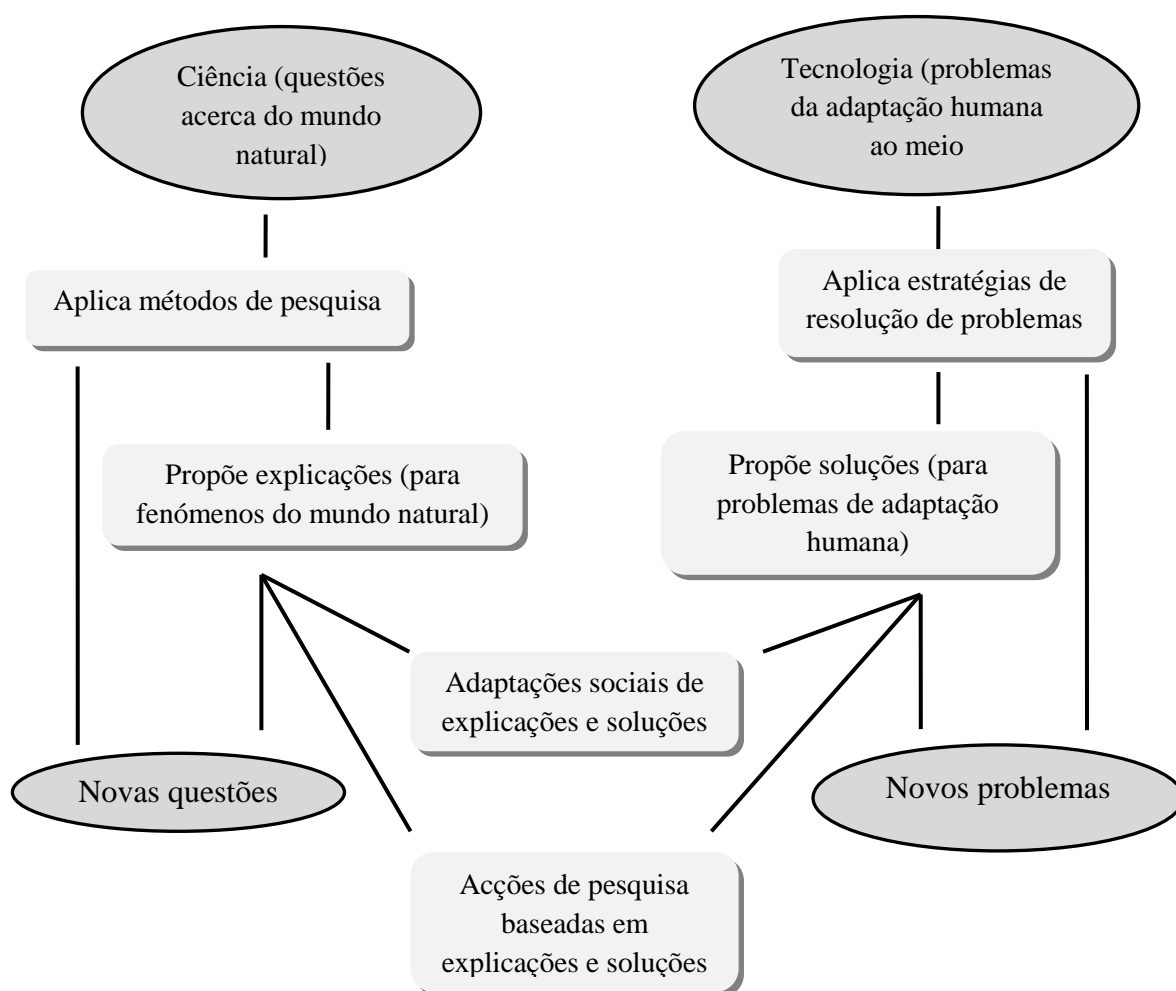 Ciência (questões
acerca do mundo
natural)
Tecnologia (problemas
da adaptação humana
ao meio
Aplica métodos de pesquisa
Aplica estratégias de
resolução de problemas
Propõe explicações (para
fenómenos do mundo natural)
Propõe soluções (para
problemas de adaptação
humana)
Adaptações sociais de
explicações e soluções
Novas questões
Novos problemas
Acções de pesquisa
baseadas em
explicações e soluções